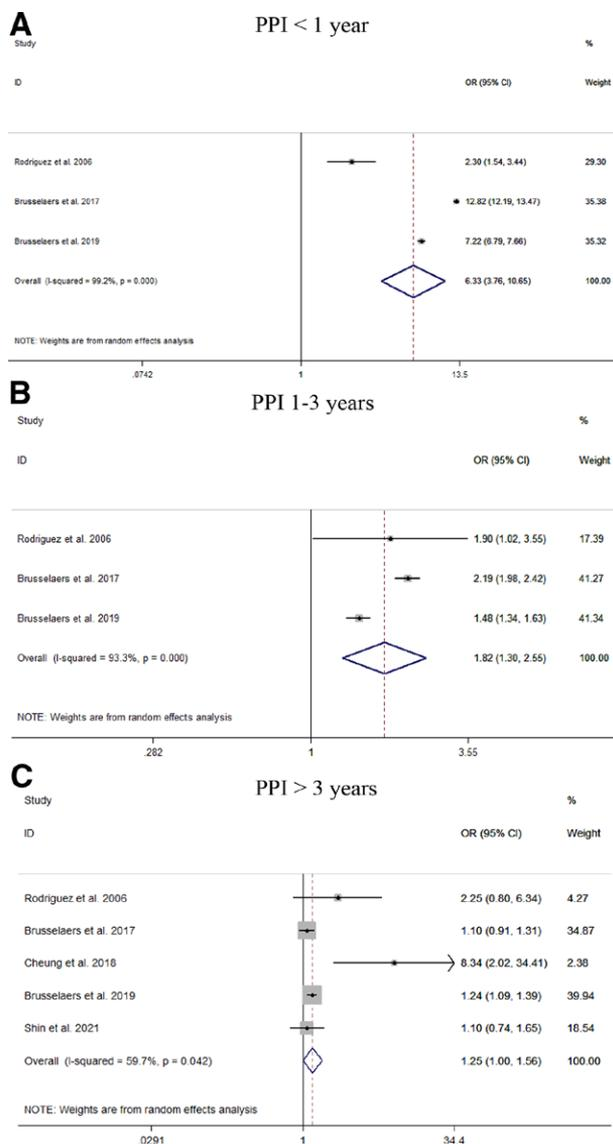 A
PPI < 1 year
Study %
ID OR (95% CI) Weight
Rodriguez et al. 2006 2.30 (1.54, 3.44) 29.30
Brusselaers 2017 12.82 (12.19, 13.47) 35.38
Brusselaers 2019 7.22 (6.79, 7.66) 35.32
Overall (I-squared = 99.2%, p = 0.000) 6.33 (3.76, 10.65) 100.00
NOTE: Weights are from random effects analysis
.0742 1 13.5
B
PPI 1-3 years
Study %
ID OR (95% CI) Weight
Rodriguez et al. 2006 1.90 (1.02, 3.55) 17.39
Brusselaers et al. 2017 2.19 (1.98, 2.42) 41.27
Brusselaers et al. 2019 1.48 (1.34, 1.63) 41.34
Overall (I-squared = 93.3%, p = 0.000) 1.82 (1.30, 2.55) 100.00
NOTE: Weights are from random effects analysis
.282 1 3.55
C
PPI > 3 years
Study %
ID OR (95% CI) Weight
Rodriguez et al. 2006 2.25 (0.80, 6.34) 4.27
Brusselaers et al. 2017 1.10 (0.91, 1.31) 34.87
Cheung et al. 2018 8.34 (2.02, 34.41) 2.38
Brusselaers et al. 2019 1.24 (1.09, 1.39) 39.94
Shin et al. 2021 1.10 (0.74, 1.65) 18.54
Overall (I-squared = 59.7%, p = 0.042) 1.25 (1.00, 1.56) 100.00
NOTE: Weights are from random effects analysis
.0291 1 34.4